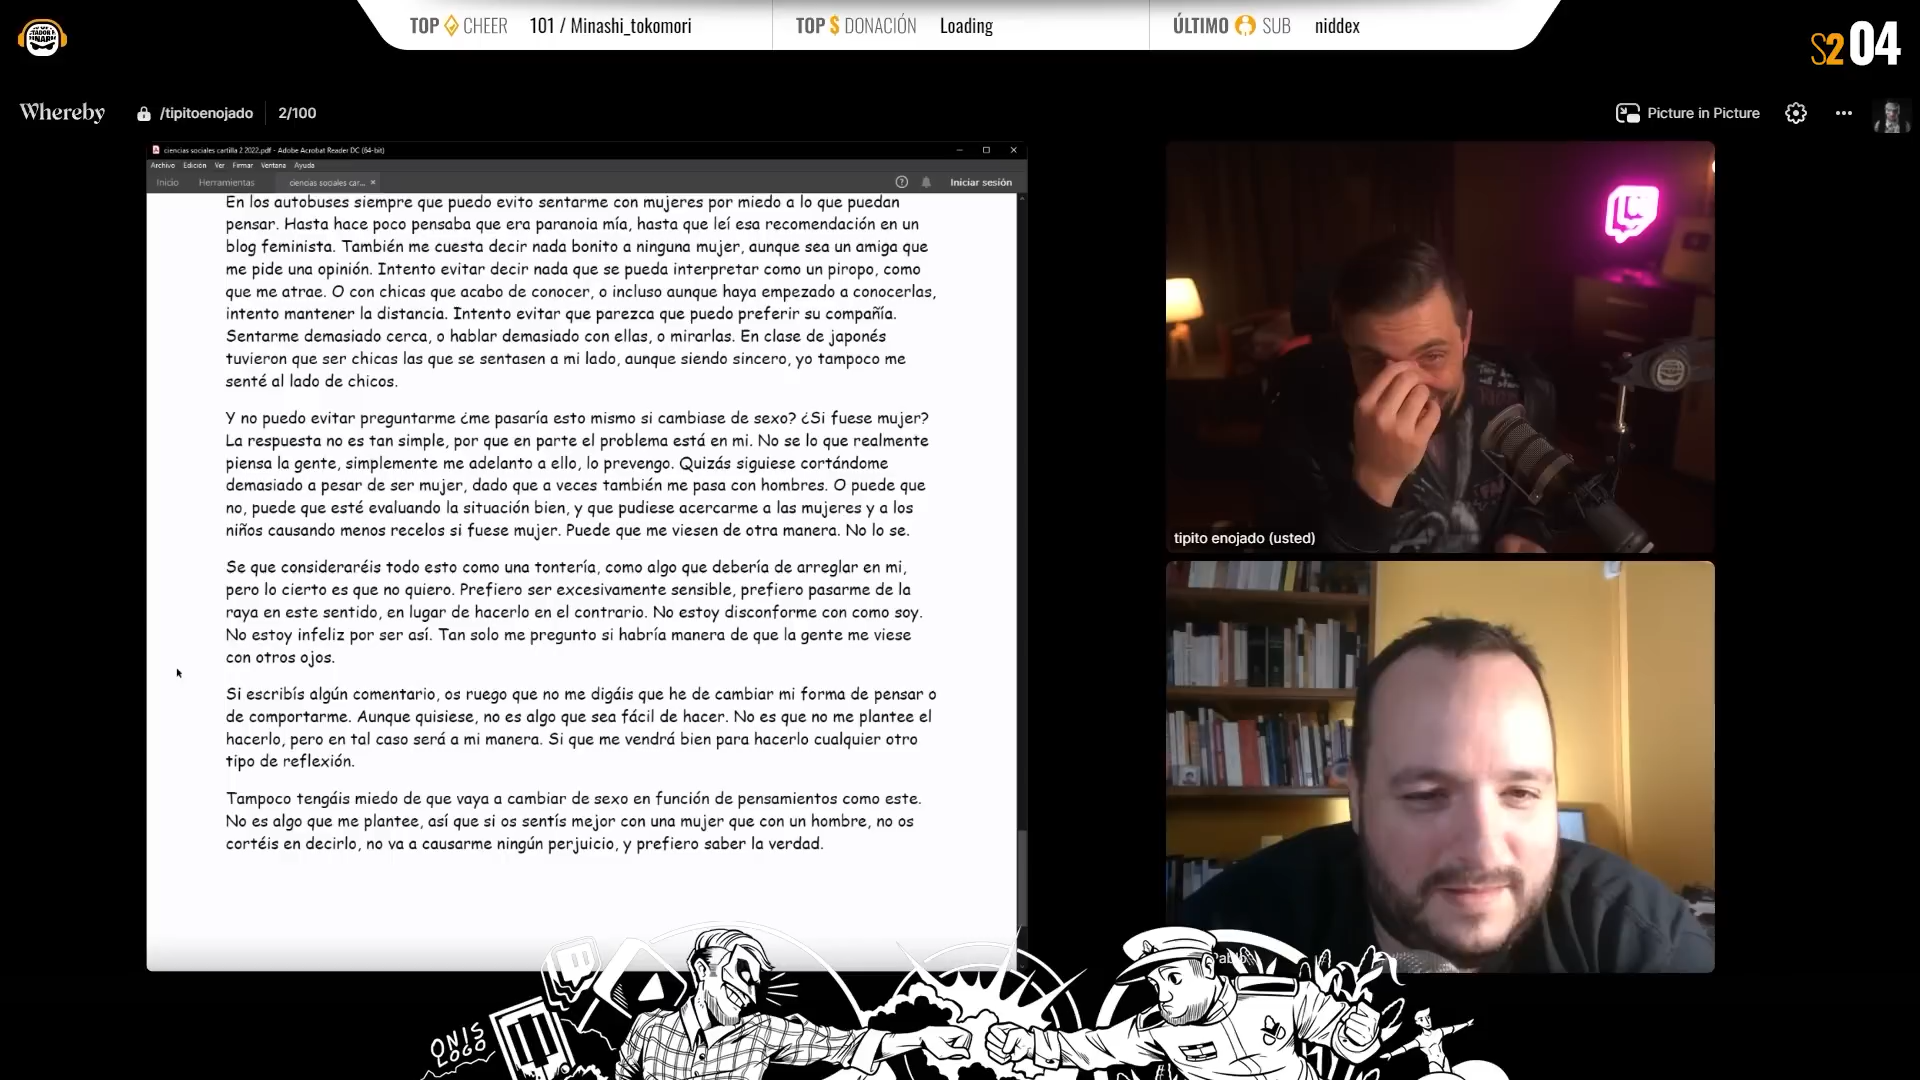 TOP CHEER 101 / Minashi_tokomori
TOP $ DONACIÓN Loading
ÚLTIMO SUB niddex
S2 04
Whereby /tipitoenojado 2/100
Picture in Picture
ciencias sociales cartilla 2 2022.pdf - Adobe Acrobat Reader DC (64-bit)
Archivo Edición Ver Firmar Ventana Ayuda
Inicio Herramientas ciencias sociales car... × Iniciar sesión
En los autobuses siempre que puedo evito sentarme con mujeres por miedo a lo que puedan
pensar. Hasta hace poco pensaba que era paranoia mía, hasta que leí esa recomendación en un
blog feminista. También me cuesta decir nada bonito a ninguna mujer, aunque sea un amiga que
me pide una opinión. Intento evitar decir nada que se pueda interpretar como un piropo, como
que me atrae. O con chicas que acabo de conocer, o incluso aunque haya empezado a conocerlas,
intento mantener la distancia. Intento evitar que parezca que puedo preferir su compañía.
Sentarme demasiado cerca, o hablar demasiado con ellas, o mirarlas. En clase de japonés
tuvieron que ser chicas las que se sentasen a mi lado, aunque siendo sincero, yo tampoco me
senté al lado de chicos.
Y no puedo evitar preguntarme ¿me pasaría esto mismo si cambiase de sexo? ¿Si fuese mujer?
La respuesta no es tan simple, por que en parte el problema está en mi. No se lo que realmente
piensa la gente, simplemente me adelanto a ello, lo prevengo. Quizás siguiese cortándome
demasiado a pesar de ser mujer, dado que a veces también me pasa con hombres. O puede que
no, puede que esté evaluando la situación bien, y que pudiese acercarme a las mujeres y a los
niños causando menos recelos si fuese mujer. Puede que me viesen de otra manera. No lo se.
Se que consideraréis todo esto como una tontería, como algo que debería de arreglar en mi,
pero lo cierto es que no quiero. Prefiero ser excesivamente sensible, prefiero pasarme de la
raya en este sentido, en lugar de hacerlo en el contrario. No estoy disconforme con como soy.
No estoy infeliz por ser así. Tan solo me pregunto si habría manera de que la gente me viese
con otros ojos.
Si escribís algún comentario, os ruego que no me digáis que he de cambiar mi forma de pensar o
de comportarme. Aunque quisiese, no es algo que sea fácil de hacer. No es que no me plantee el
hacerlo, pero en tal caso será a mi manera. Si que me vendrá bien para hacerlo cualquier otro
tipo de reflexión.
Tampoco tengáis miedo de que vaya a cambiar de sexo en función de pensamientos como este.
No es algo que me plantee, así que si os sentís mejor con una mujer que con un hombre, no os
cortéis en decirlo, no va a causarme ningún perjuicio, y prefiero saber la verdad.
tipito enojado (usted)
Pablo
ONIS
LOGO